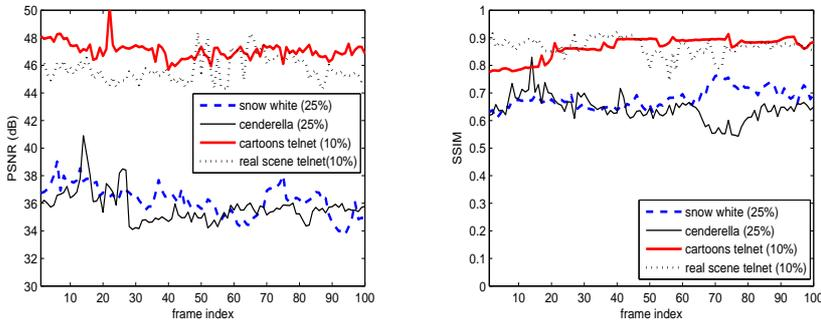 50
48
46
44
42
40
38
36
34
32
30
PSNR (dB)
snow white (25%)
cenderella (25%)
cartoons telnet (10%)
real scene telnet(10%)
10 20 30 40 50 60 70 80 90 100
frame index
1
0.9
0.8
0.7
0.6
0.5
0.4
0.3
0.2
0.1
0
SSIM
snow white (25%)
cenderella (25%)
cartoons telnet (10%)
real scene telnet (10%)
10 20 30 40 50 60 70 80 90 100
frame index